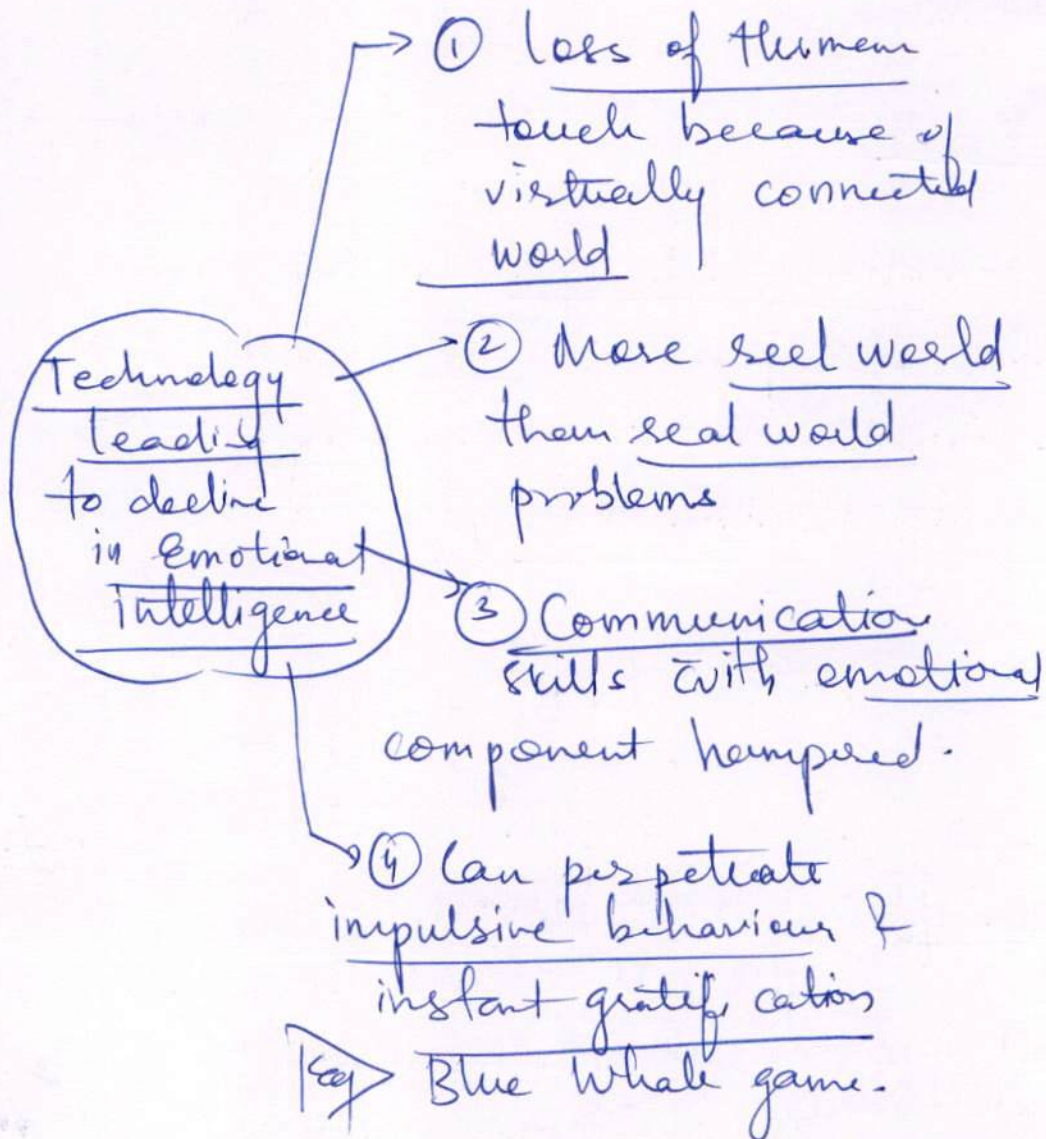 Technology
leading
to decline
in Emotional
intelligence
① Loss of Human
touch because of
virtually connected
world
② More reel world
than real world
problems
③ Communication
skills with emotional
component hampered.
④ Can perpetuate
impulsive behaviour &
instant gratification
Eg Blue Whale game.